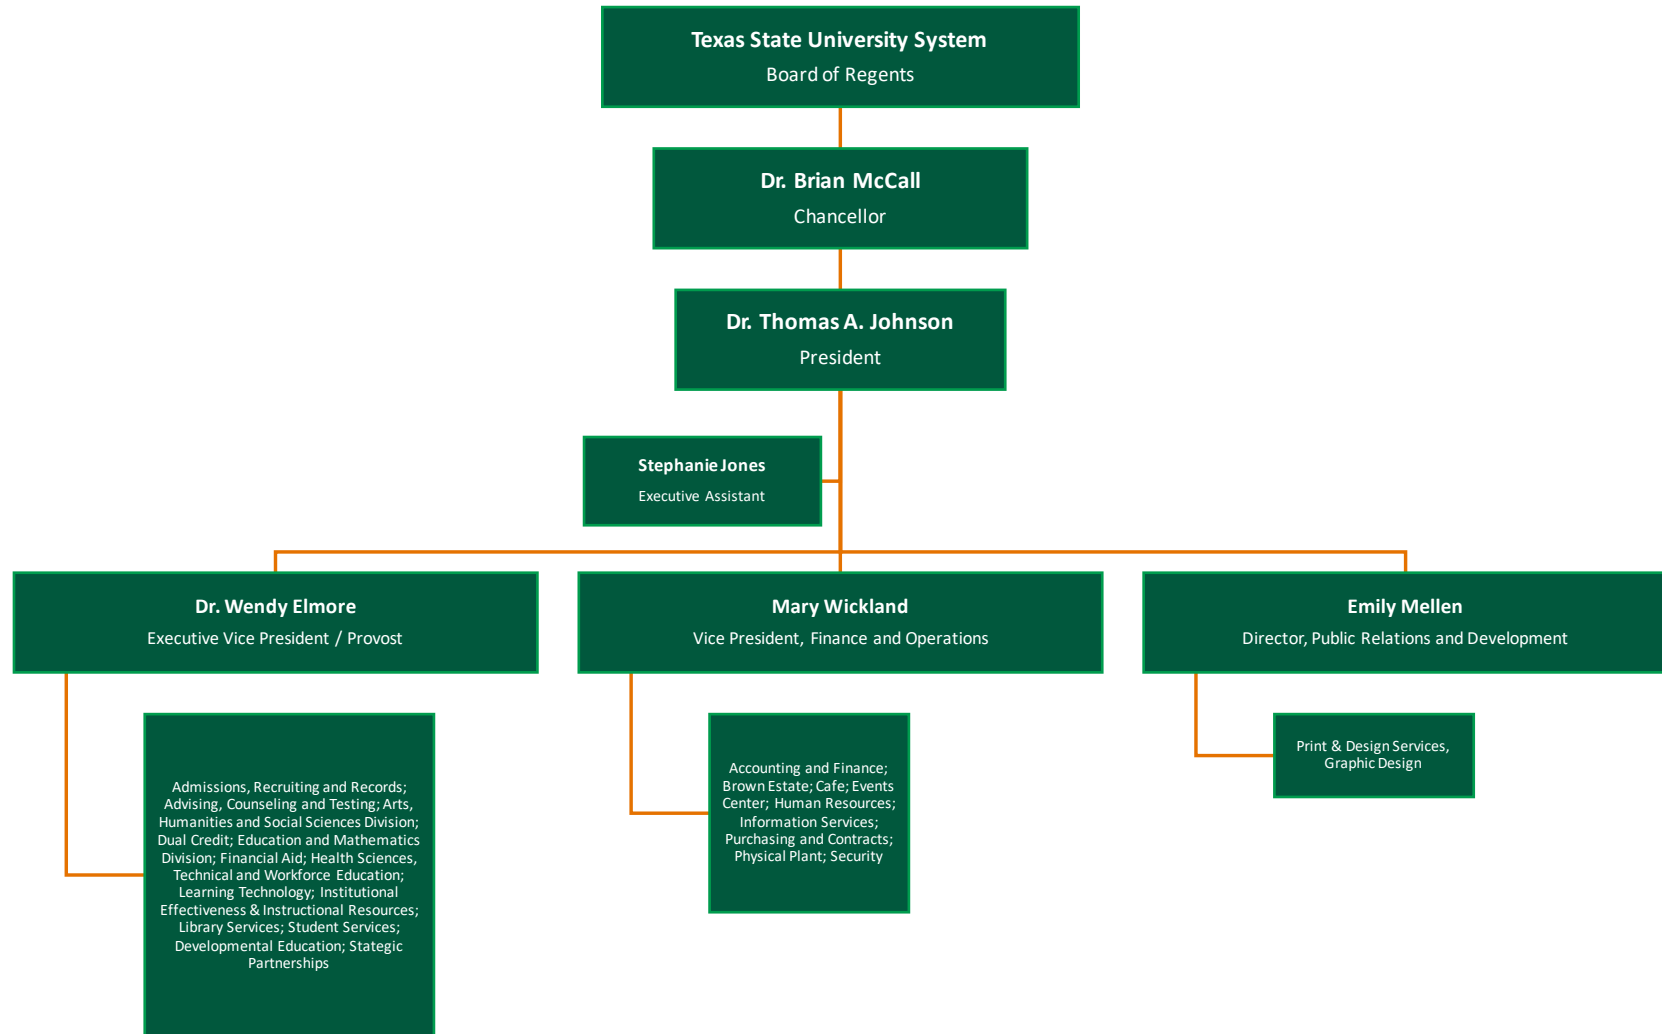 Texas State University System
Board of Regents
Dr. Brian McCall
Chancellor
Dr. Thomas A. Johnson
President
Stephanie Jones
Executive Assistant
Dr. Wendy Elmore
Executive Vice President / Provost
Mary Wickland
Vice President, Finance and Operations
Emily Mellen
Director, Public Relations and Development
Admissions, Recruiting and Records;
Advising, Counseling and Testing; Arts,
Humanities and Social Sciences Division;
Dual Credit; Education and Mathematics
Division; Financial Aid; Health Sciences,
Technical and Workforce Education;
Learning Technology; Institutional
Effectiveness & Instructional Resources;
Library Services; Student Services;
Developmental Education; Stategic
Partnerships
Accounting and Finance;
Brown Estate; Cafe; Events
Center; Human Resources;
Information Services;
Purchasing and Contracts;
Physical Plant; Security
Print & Design Services,
Graphic Design